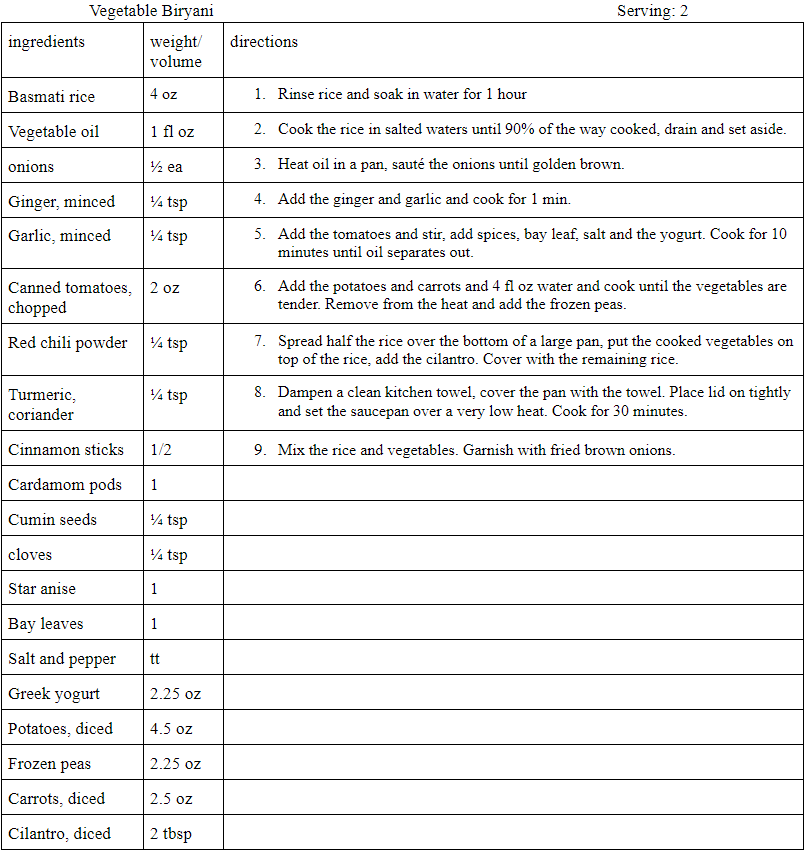 Vegetable Biryani Serving: 2
ingredients weight/ directions
volume
Basmati rice 4 oz 1. Rinse rice and soak in water for 1 hour
Vegetable oil 1 fl oz 2. Cook the rice in salted waters until 90% of the way cooked, drain and set aside.
onions ½ ea 3. Heat oil in a pan, sauté the onions until golden brown.
Ginger, minced ¼ tsp 4. Add the ginger and garlic and cook for 1 min.
Garlic, minced ¼ tsp 5. Add the tomatoes and stir, add spices, bay leaf, salt and the yogurt. Cook for 10
minutes until oil separates out.
Canned tomatoes, 2 oz 6. Add the potatoes and carrots and 4 fl oz water and cook until the vegetables are
chopped tender. Remove from the heat and add the frozen peas.
Red chili powder ¼ tsp 7. Spread half the rice over the bottom of a large pan, put the cooked vegetables on
top of the rice, add the cilantro. Cover with the remaining rice.
Turmeric, ¼ tsp 8. Dampen a clean kitchen towel, cover the pan with the towel. Place lid on tightly
coriander and set the saucepan over a very low heat. Cook for 30 minutes.
Cinnamon sticks 1/2 9. Mix the rice and vegetables. Garnish with fried brown onions.
Cardamom pods 1
Cumin seeds ¼ tsp
cloves ¼ tsp
Star anise 1
Bay leaves 1
Salt and pepper tt
Greek yogurt 2.25 oz
Potatoes, diced 4.5 oz
Frozen peas 2.25 oz
Carrots, diced 2.5 oz
Cilantro, diced 2 tbsp